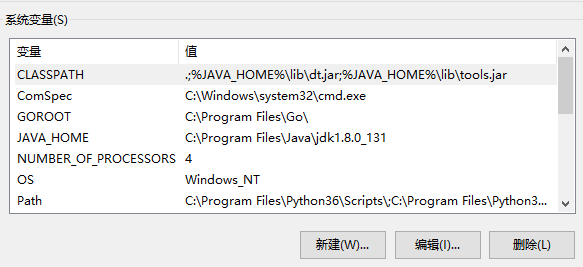 系统变量(S)
变量 值
CLASSPATH .;%JAVA_HOME%\lib\dt.jar;%JAVA_HOME%\lib\tools.jar
ComSpec C:\Windows\system32\cmd.exe
GOROOT C:\Program Files\Go\
JAVA_HOME C:\Program Files\Java\jdk1.8.0_131
NUMBER_OF_PROCESSORS 4
OS Windows_NT
Path C:\Program Files\Python36\Scripts\;C:\Program Files\Python3...
新建(W)... 编辑(I)... 删除(L)